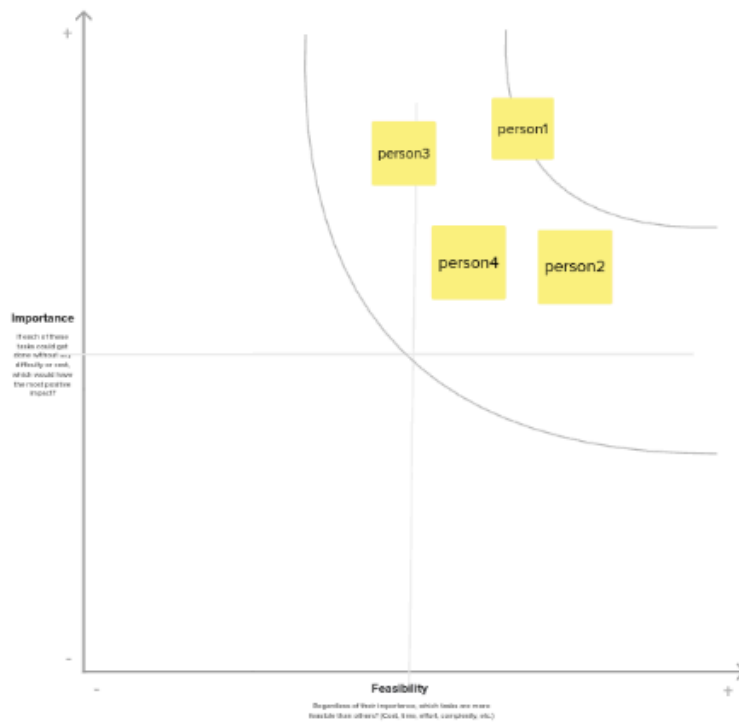 +
person1
person3
person4
person2
Importance
If each of these
tasks could get
done without any
difficulty or cost,
which would have
the most positive
impact?
-
-
Feasibility
+
Regardless of their importance, which tasks are more
feasible than others? (Cost, time, effort, complexity, etc.)